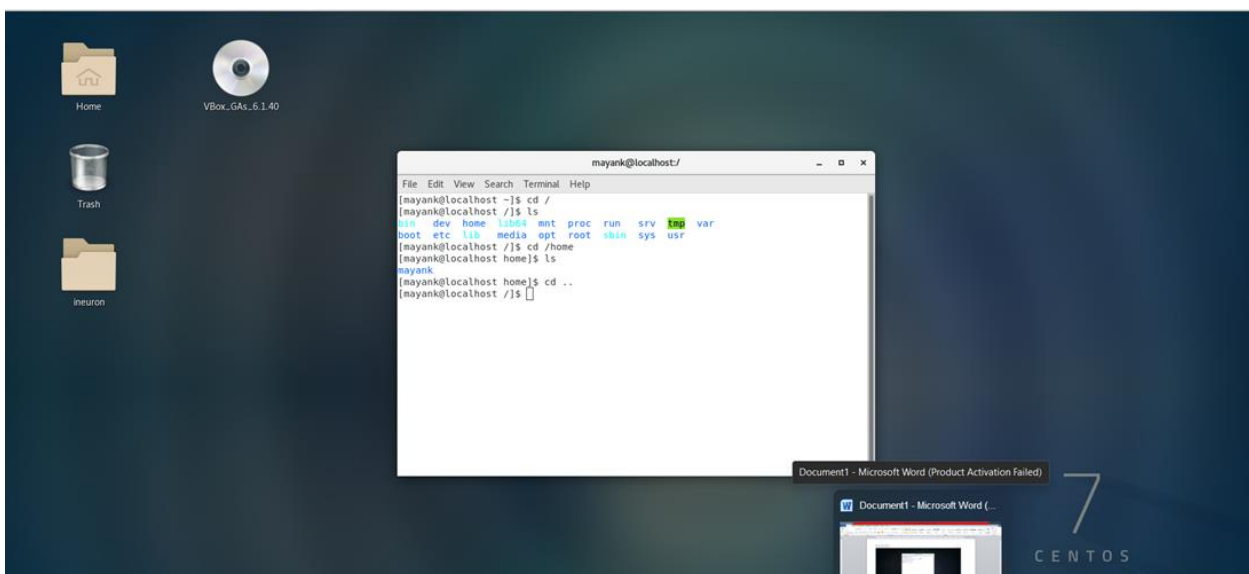 Home
VBox_GAs_6.1.40
Trash
ineuron
mayank@localhost:/
File Edit View Search Terminal Help
[mayank@localhost ~]$ cd /
[mayank@localhost /]$ ls
bin dev home lib64 mnt proc run srv tmp var
boot etc lib media opt root sbin sys usr
[mayank@localhost /]$ cd /home
[mayank@localhost home]$ ls
mayank
[mayank@localhost home]$ cd ..
[mayank@localhost /]$
Document1 - Microsoft Word (Product Activation Failed)
Document1 - Microsoft Word (...
7
CENTOS